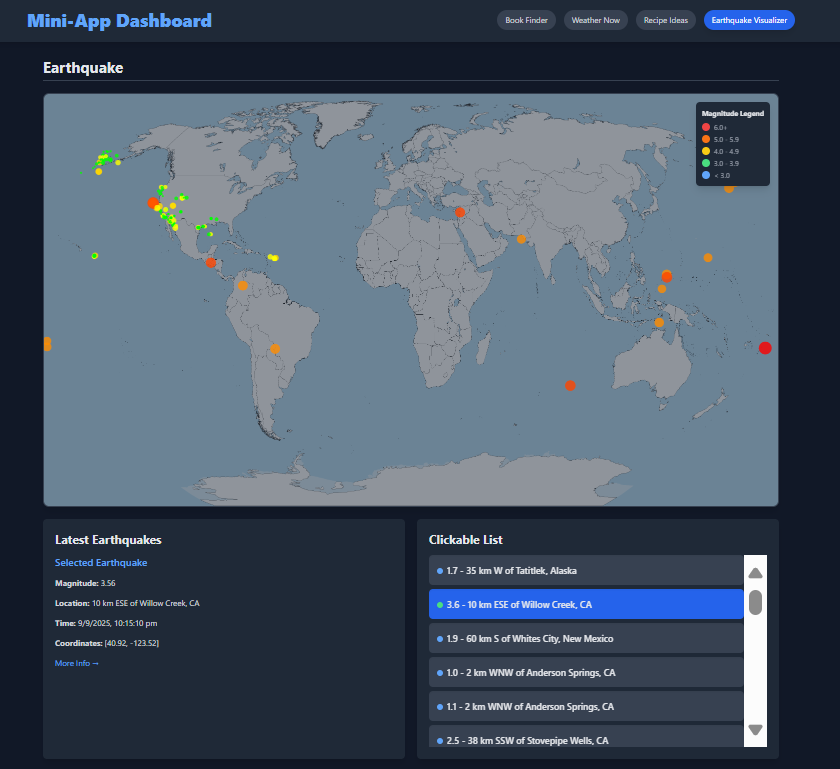 Mini-App Dashboard
Book Finder
Weather Now
Recipe Ideas
Earthquake Visualizer
Earthquake
Magnitude Legend
6.0+
5.0 - 5.9
4.0 - 4.9
3.0 - 3.9
< 3.0
Latest Earthquakes
Selected Earthquake
Magnitude: 3.56
Location: 10 km ESE of Willow Creek, CA
Time: 9/9/2025, 10:15:10 pm
Coordinates: [40.92, -123.52]
More Info →
Clickable List
1.7 - 35 km W of Tatitlek, Alaska
3.6 - 10 km ESE of Willow Creek, CA
1.9 - 60 km S of Whites City, New Mexico
1.0 - 2 km WNW of Anderson Springs, CA
1.1 - 2 km WNW of Anderson Springs, CA
2.5 - 38 km SSW of Stovepipe Wells, CA